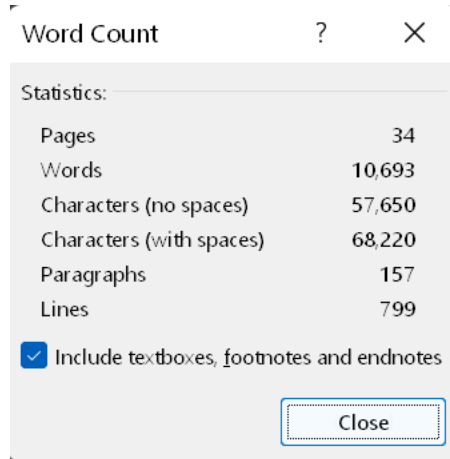 Word Count ?
Statistics:
Pages 34
Words 10,693
Characters (no spaces) 57,650
Characters (with spaces) 68,220
Paragraphs 157
Lines 799
Include textboxes, footnotes and endnotes
Close